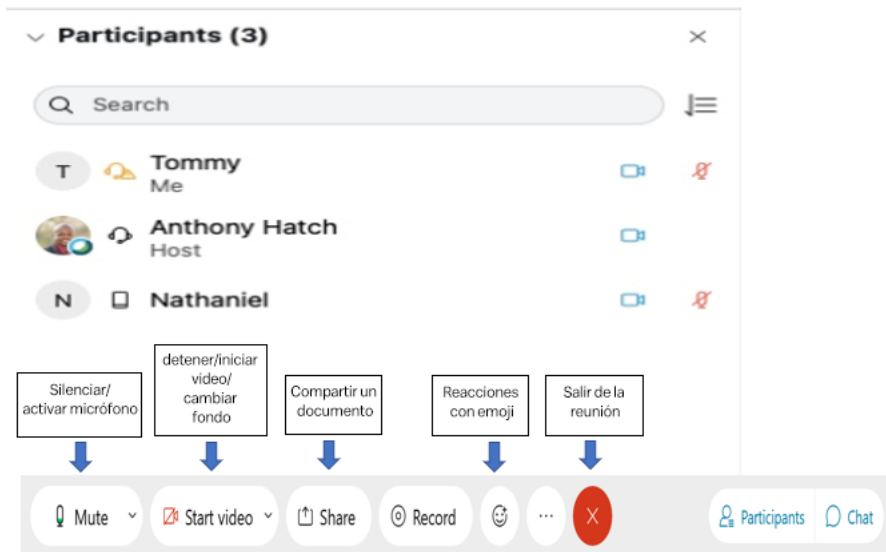 Participants (3)
Search
T
Tommy
Me
Anthony Hatch
Host
N
Nathaniel
Silenciar/
activar micrófono
detener/iniciar
video/
cambiar
fondo
Compartir un
documento
Reacciones
con emoji
Salir de la
reunión
Mute
Start video
Share
Record
Participants
Chat